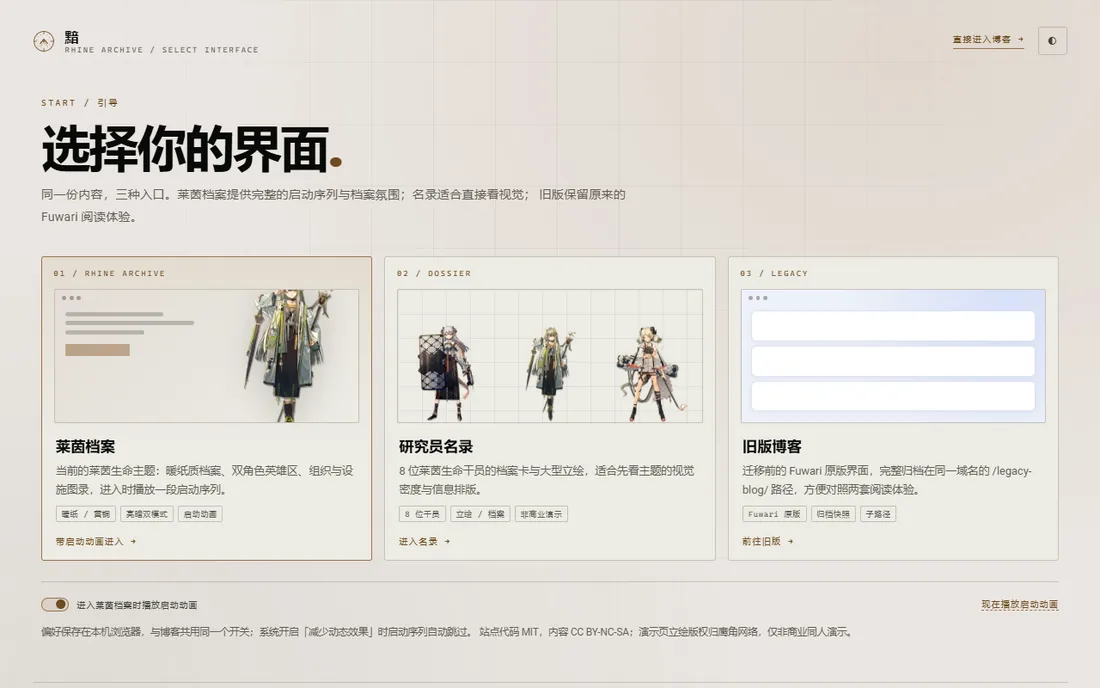 黯
RHINE ARCHIVE / SELECT INTERFACE
直接进入博客 →
START / 引导
选择你的界面.
同一份内容，三种入口。莱茵档案提供完整的启动序列与档案氛围；名录适合直接看视觉； 旧版保留原来的
Fuwari 阅读体验。
01 / RHINE ARCHIVE
莱茵档案
当前的莱茵生命主题：暖纸质档案、双角色英雄区、组织与设
施图录，进入时播放一段启动序列。
暖纸 / 黄铜
亮暗双模式
启动动画
带启动动画进入 →
02 / DOSSIER
研究员名录
8 位莱茵生命干员的档案卡与大型立绘，适合先看主题的视觉
密度与信息排版。
8 位干员
立绘 / 档案
非商业演示
进入名录 →
03 / LEGACY
旧版博客
迁移前的 Fuwari 原版界面，完整归档在同一域名的 /legacy-
blog/ 路径，方便对照两套阅读体验。
Fuwari 原版
归档快照
子路径
前往旧版 →
进入莱茵档案时播放启动动画
现在播放启动动画
偏好保存在本机浏览器，与博客共用同一个开关；系统开启「减少动态效果」时启动序列自动跳过。 站点代码 MIT，内容 CC BY-NC-SA；演示页立绘版权归鹰角网络，仅非商业同人演示。